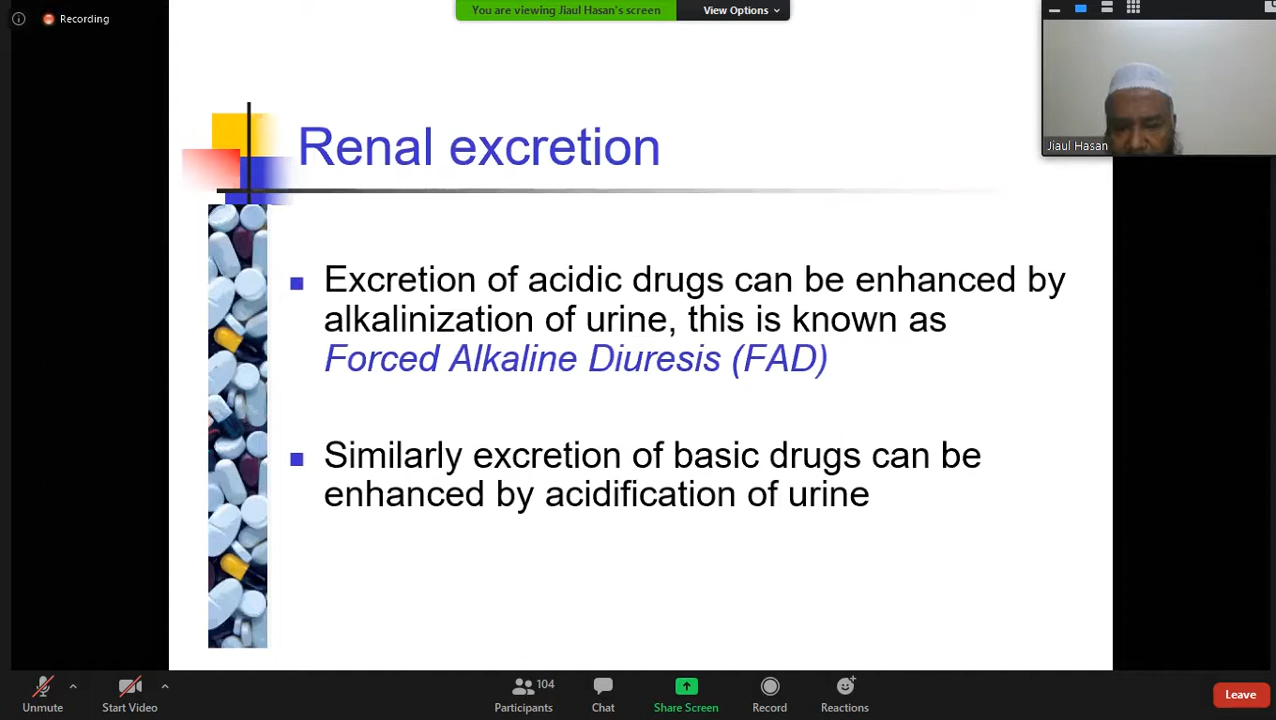 Recording
You are viewing Jiaul Hasan's screen
View Options
Jiaul Hasan
Renal excretion
Excretion of acidic drugs can be enhanced by
alkalinization of urine, this is known as
Forced Alkaline Diuresis (FAD)
Similarly excretion of basic drugs can be
enhanced by acidification of urine
Unmute
Start Video
104
Participants
Chat
Share Screen
Record
Reactions
Leave